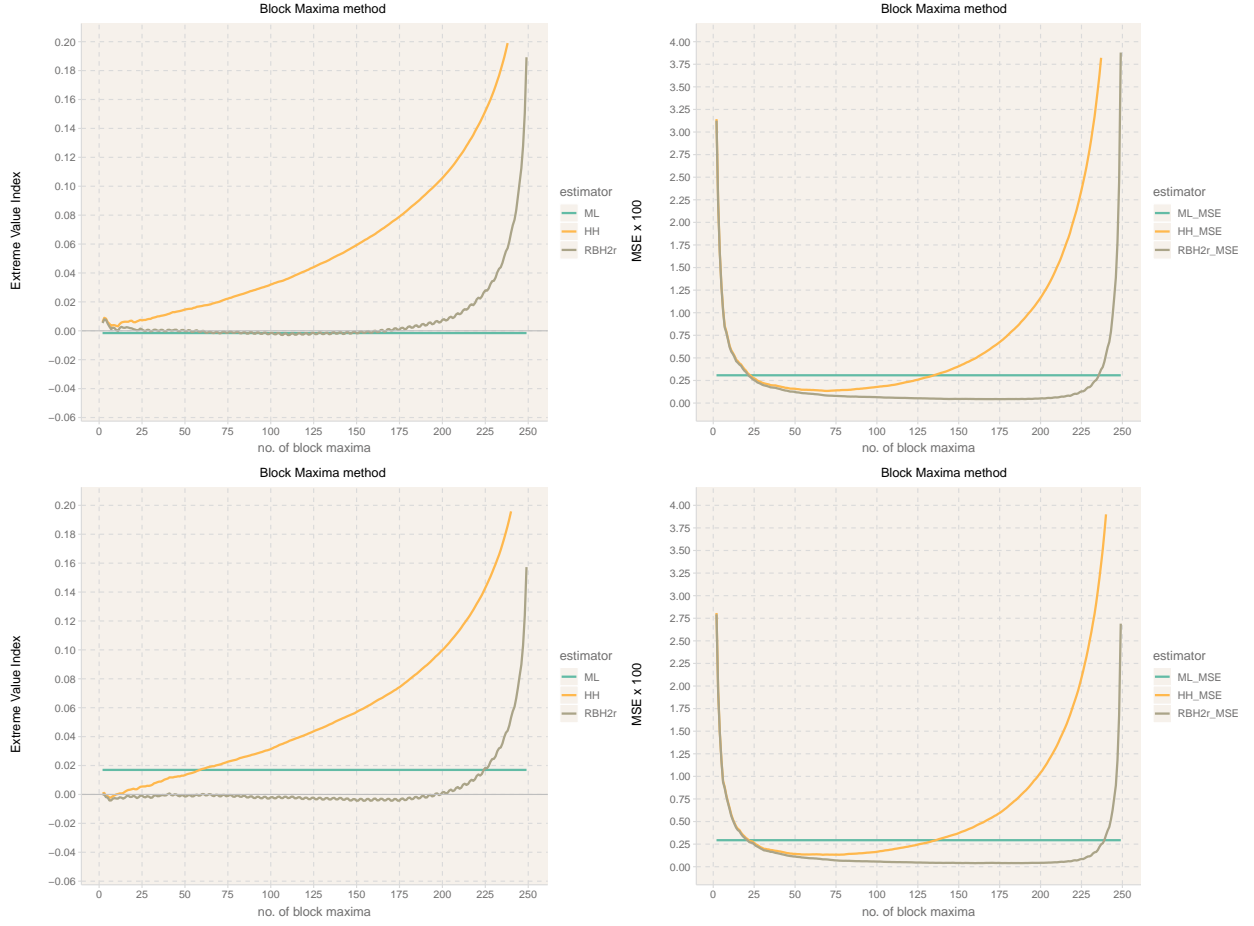 Block Maxima method
Extreme Value Index
0.20
0.18
0.16
0.14
0.12
0.10
0.08
0.06
0.04
0.02
0.00
−0.02
−0.04
−0.06
0 25 50 75 100 125 150 175 200 225 250
no. of block maxima
estimator
ML
HH
RBH2r
Block Maxima method
MSE x 100
4.00
3.75
3.50
3.25
3.00
2.75
2.50
2.25
2.00
1.75
1.50
1.25
1.00
0.75
0.50
0.25
0.00
0 25 50 75 100 125 150 175 200 225 250
no. of block maxima
estimator
ML_MSE
HH_MSE
RBH2r_MSE
Block Maxima method
Extreme Value Index
0.20
0.18
0.16
0.14
0.12
0.10
0.08
0.06
0.04
0.02
0.00
−0.02
−0.04
−0.06
0 25 50 75 100 125 150 175 200 225 250
no. of block maxima
estimator
ML
HH
RBH2r
Block Maxima method
MSE x 100
4.00
3.75
3.50
3.25
3.00
2.75
2.50
2.25
2.00
1.75
1.50
1.25
1.00
0.75
0.50
0.25
0.00
0 25 50 75 100 125 150 175 200 225 250
no. of block maxima
estimator
ML_MSE
HH_MSE
RBH2r_MSE